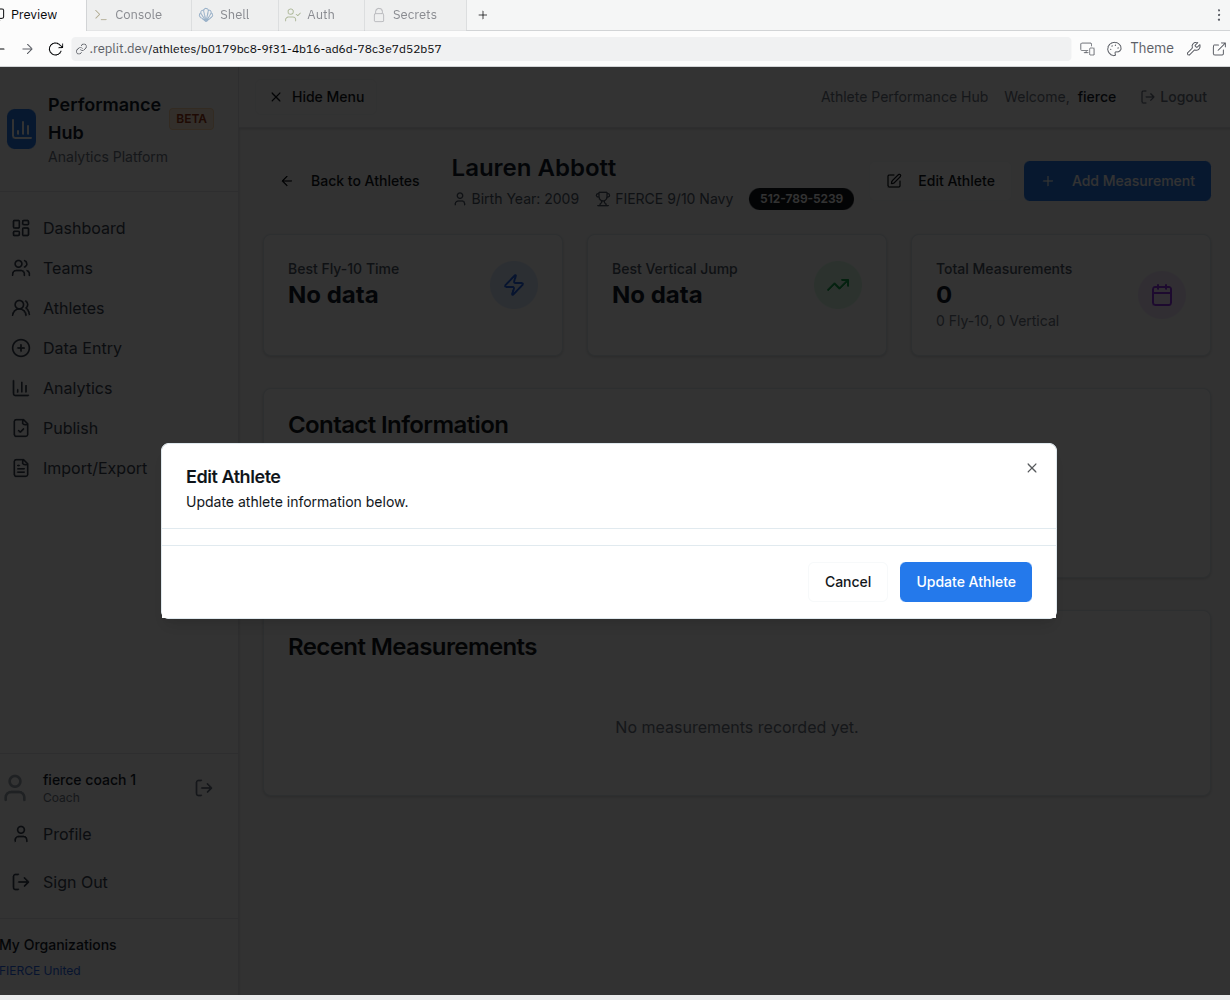 Preview
Console
Shell
Auth
Secrets
.replit.dev/athletes/b0179bc8-9f31-4b16-ad6d-78c3e7d52b57
Theme
Performance
Hub
BETA
Analytics Platform
Dashboard
Teams
Athletes
Data Entry
Analytics
Publish
Import/Export
fierce coach 1
Coach
Profile
Sign Out
My Organizations
FIERCE United
Hide Menu
Athlete Performance Hub
Welcome, fierce
Logout
Back to Athletes
Lauren Abbott
Birth Year: 2009
FIERCE 9/10 Navy
512-789-5239
Edit Athlete
Add Measurement
Best Fly-10 Time
No data
Best Vertical Jump
No data
Total Measurements
0
0 Fly-10, 0 Vertical
Contact Information
Edit Athlete
Update athlete information below.
Cancel
Update Athlete
Recent Measurements
No measurements recorded yet.